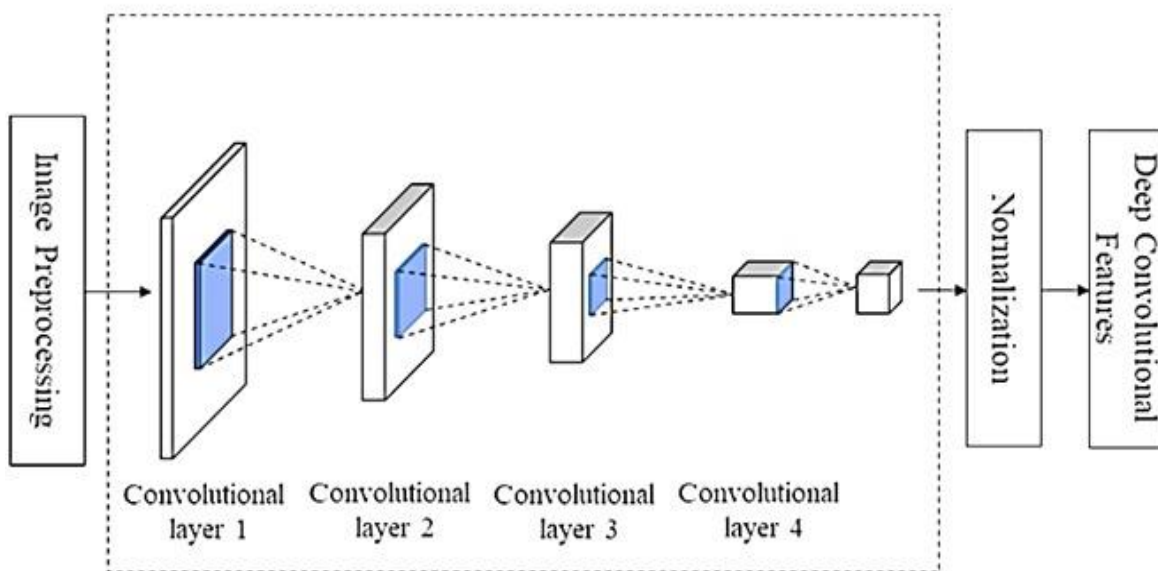 Image Preprocessing
Convolutional
layer 1
Convolutional
layer 2
Convolutional
layer 3
Convolutional
layer 4
Normalization
Deep Convolutional
Features